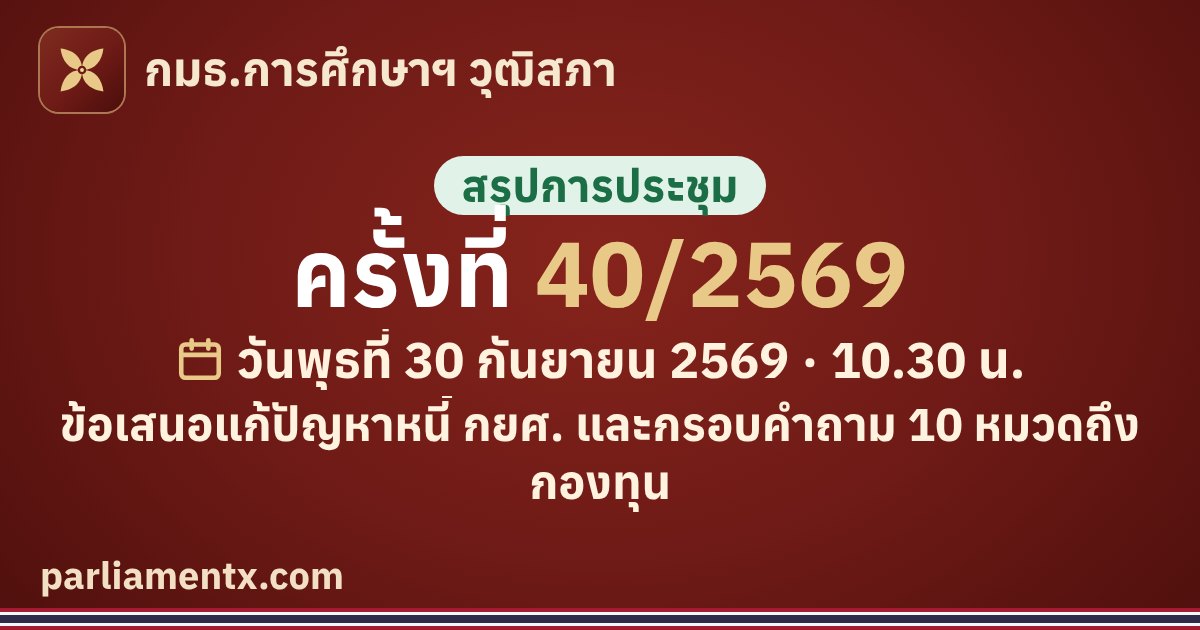 กมธ.การศึกษาฯ วุฒิสภา
สรุปการประชุม
ครั้งที่ 40/2569
วันพุธที่ 30 กันยายน 2569 · 10.30 น.
ข้อเสนอแก้ปัญหาหนี้ กยศ. และกรอบคำถาม 10 หมวดถึง
กองทุน
parliamentx.com